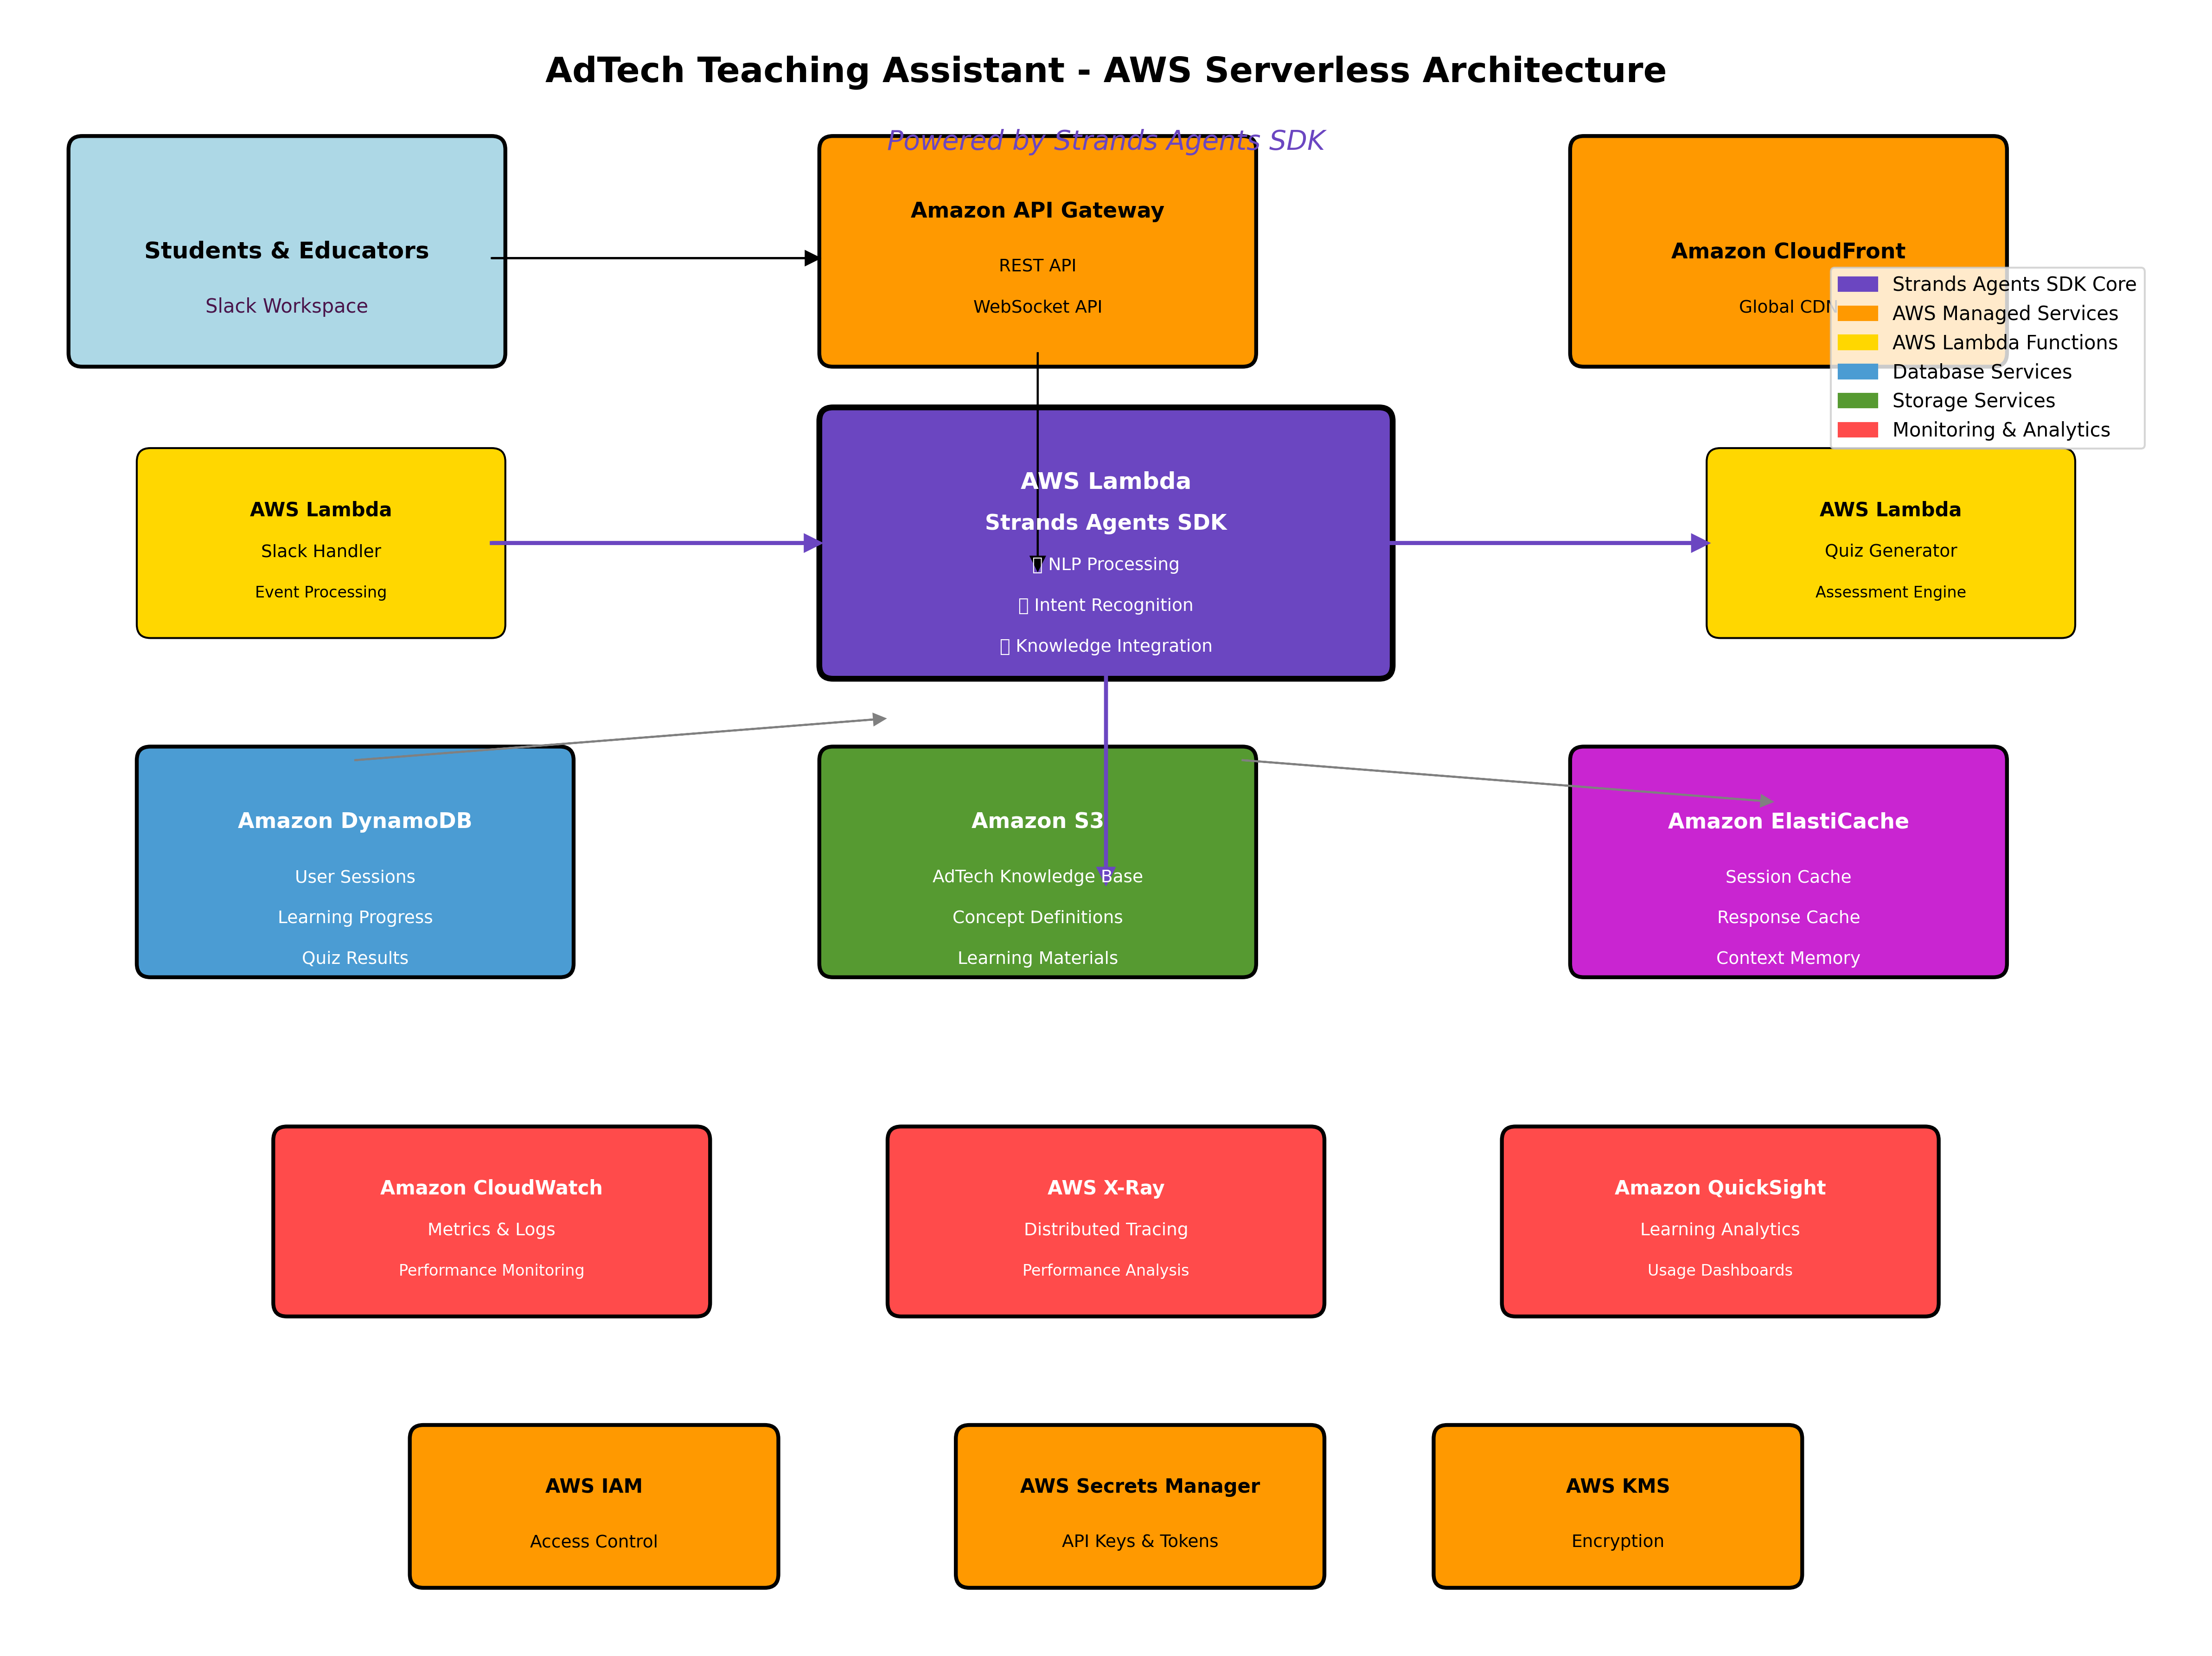 AdTech Teaching Assistant - AWS Serverless Architecture
Powered by Strands Agents SDK
Students & Educators
Slack Workspace
Amazon API Gateway
REST API
WebSocket API
Amazon CloudFront
Global CDN
Strands Agents SDK Core
AWS Managed Services
AWS Lambda Functions
Database Services
Storage Services
Monitoring & Analytics
AWS Lambda
Slack Handler
Event Processing
AWS Lambda
Strands Agents SDK
NLP Processing
Intent Recognition
Knowledge Integration
AWS Lambda
Quiz Generator
Assessment Engine
Amazon DynamoDB
User Sessions
Learning Progress
Quiz Results
Amazon S3
AdTech Knowledge Base
Concept Definitions
Learning Materials
Amazon ElastiCache
Session Cache
Response Cache
Context Memory
Amazon CloudWatch
Metrics & Logs
Performance Monitoring
AWS X-Ray
Distributed Tracing
Performance Analysis
Amazon QuickSight
Learning Analytics
Usage Dashboards
AWS IAM
Access Control
AWS Secrets Manager
API Keys & Tokens
AWS KMS
Encryption